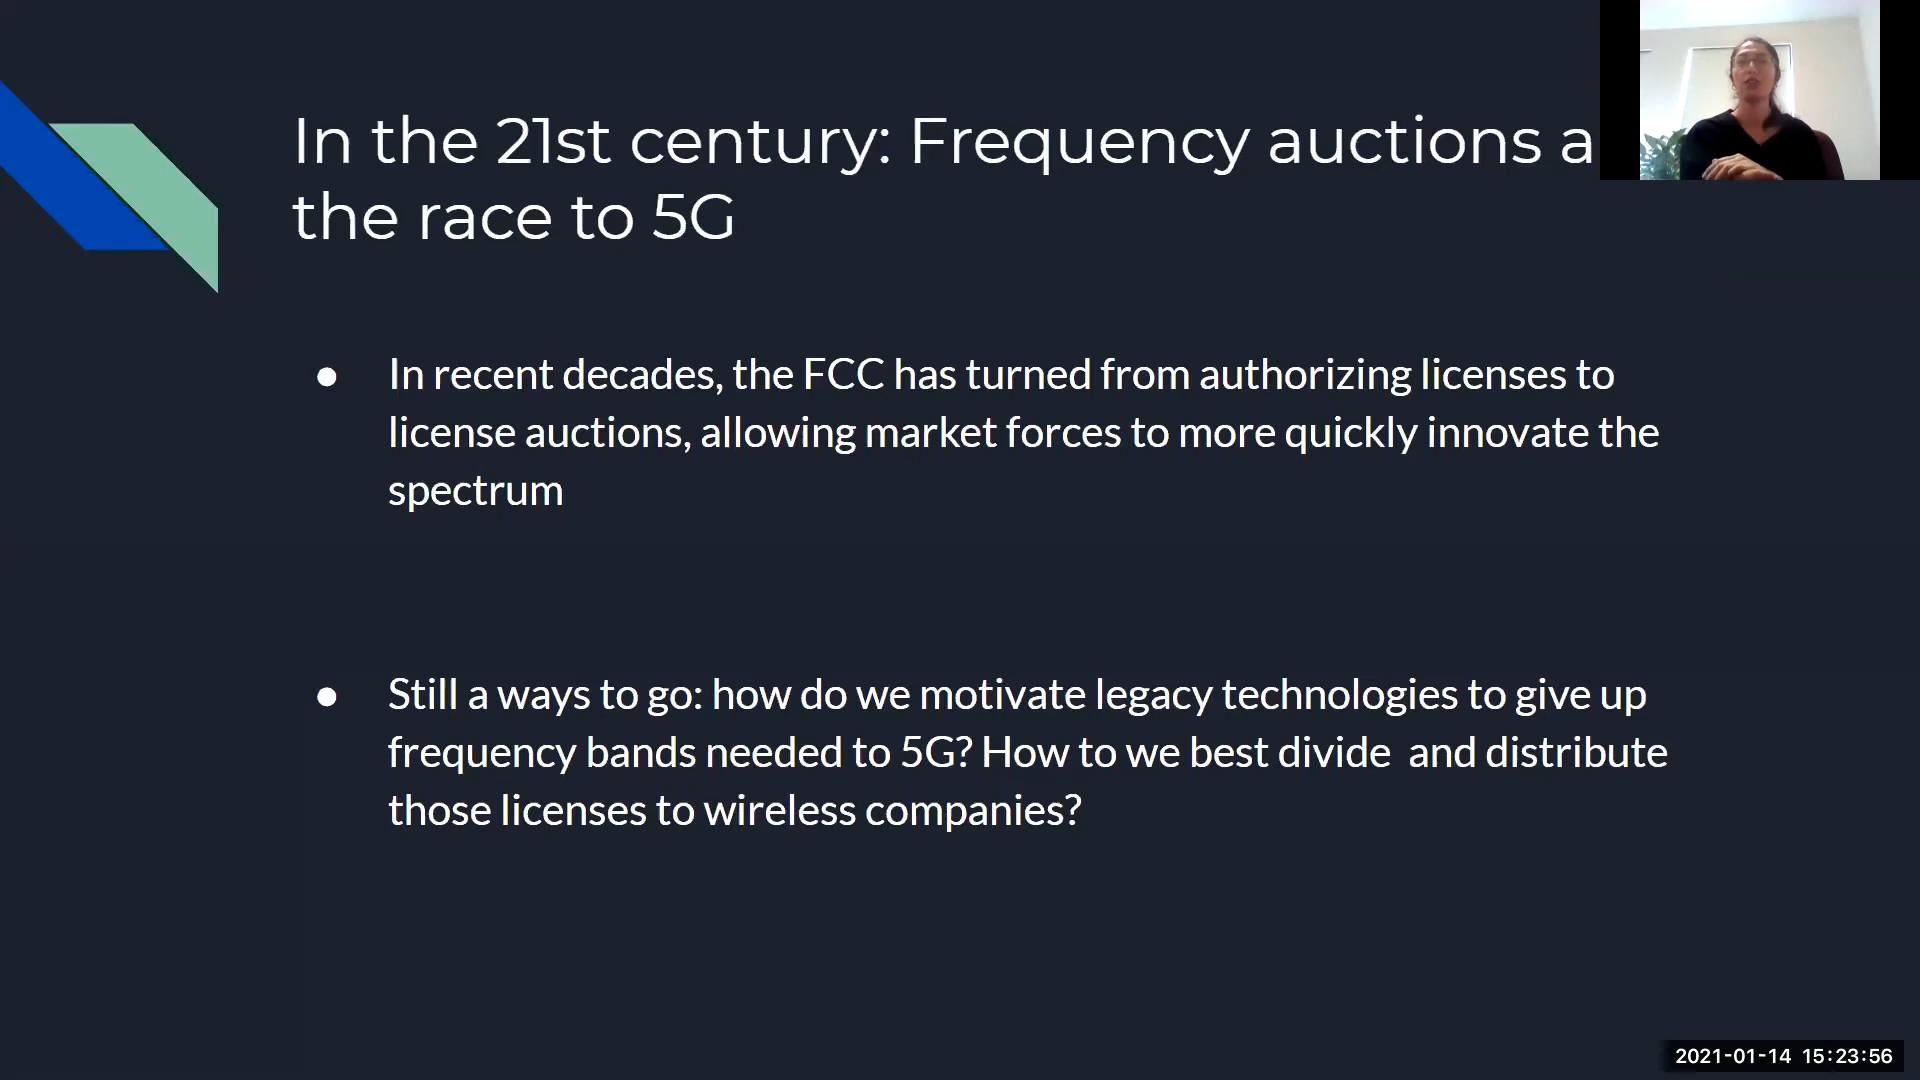 In the 21st century: Frequency auctions a
the race to 5G
● In recent decades, the FCC has turned from authorizing licenses to
license auctions, allowing market forces to more quickly innovate the
spectrum
● Still a ways to go: how do we motivate legacy technologies to give up
frequency bands needed to 5G? How to we best divide  and distribute
those licenses to wireless companies?
2021-01-14 15:23:56